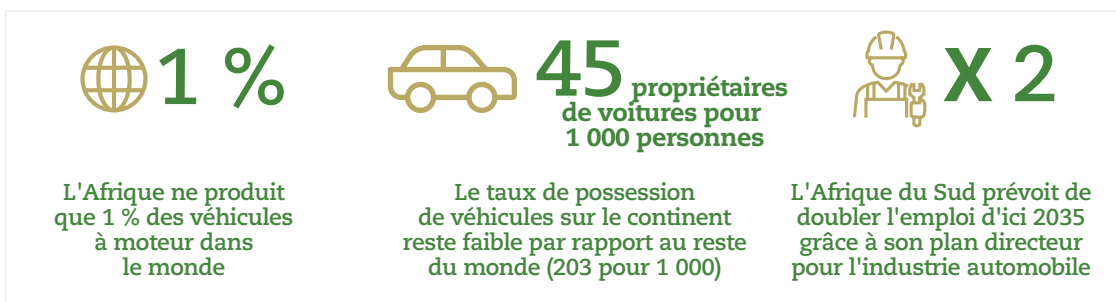 1 %
L'Afrique ne produit
que 1 % des véhicules
à moteur dans
le monde
45 propriétaires
de voitures pour
1 000 personnes
Le taux de possession
de véhicules sur le continent
reste faible par rapport au reste
du monde (203 pour 1 000)
X 2
L'Afrique du Sud prévoit de
doubler l'emploi d'ici 2035
grâce à son plan directeur
pour l'industrie automobile